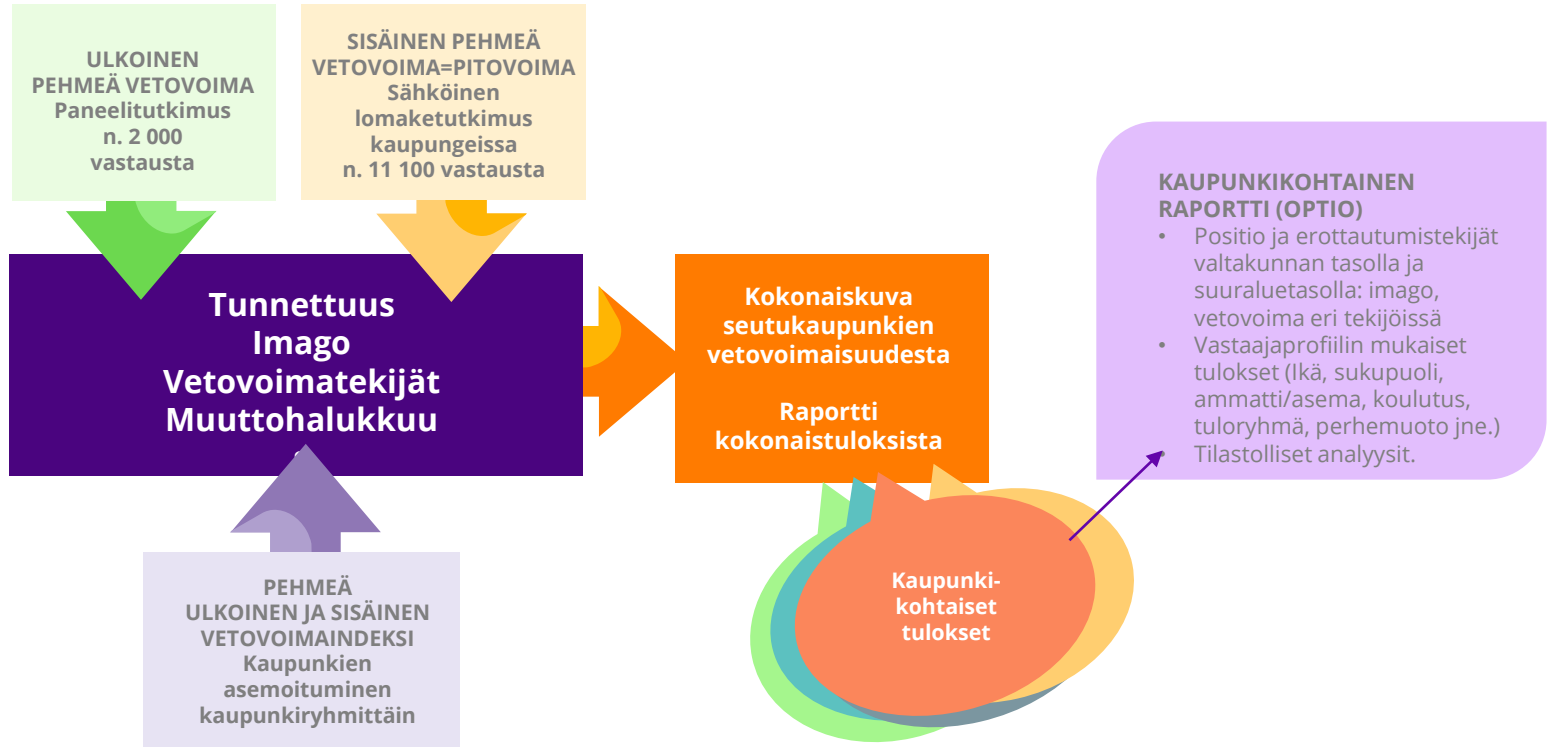 ULKOINEN
PEHMEÄ VETOVOIMA
Paneelitutkimus
n. 2 000
vastausta
SISÄINEN PEHMEÄ
VETOVOIMA=PITOVOIMA
Sähköinen
lomaketutkimus
kaupungeissa
n. 11 100 vastausta
Tunnettuus
Imago
Vetovoimatekijät
Muuttohalukkuu
Kokonaiskuva
seutukaupunkien
vetovoimaisuudesta
Raportti
kokonaistuloksista
KAUPUNKIKOHTAINEN
RAPORTTI (OPTIO)
• Positio ja erottautumistekijät
valtakunnan tasolla ja
suuraluetasolla: imago,
vetovoima eri tekijöissä
• Vastaajaprofiilin mukaiset
tulokset (Ikä, sukupuoli,
ammatti/asema, koulutus,
tuloryhmä, perhemuoto jne.)
• Tilastolliset analyysit.
PEHMEÄ
ULKOINEN JA SISÄINEN
VETOVOIMAINDEKSI
Kaupunkien
asemoituminen
kaupunkiryhmittäin
Kaupunki-
kohtaiset
tulokset